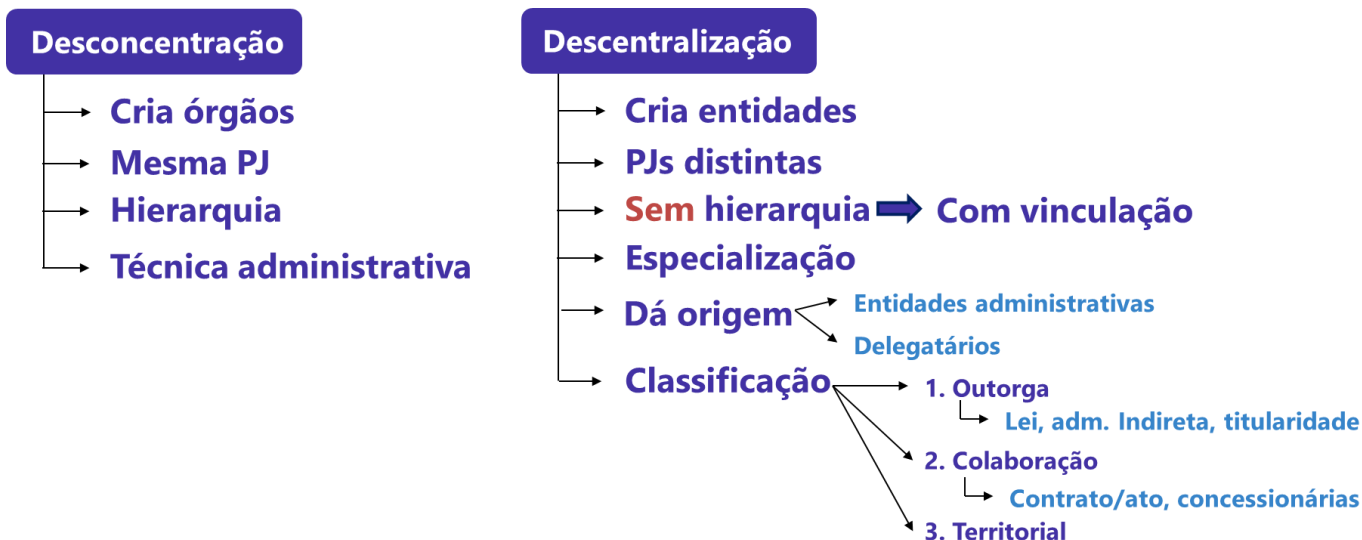 Desconcentração
Cria órgãos
Mesma PJ
Hierarquia
Técnica administrativa
Descentralização
Cria entidades
PJs distintas
Sem hierarquia Com vinculação
Especialização
Dá origem
Entidades administrativas
Delegatários
Classificação
1. Outorga
Lei, adm. Indireta, titularidade
2. Colaboração
Contrato/ato, concessionárias
3. Territorial